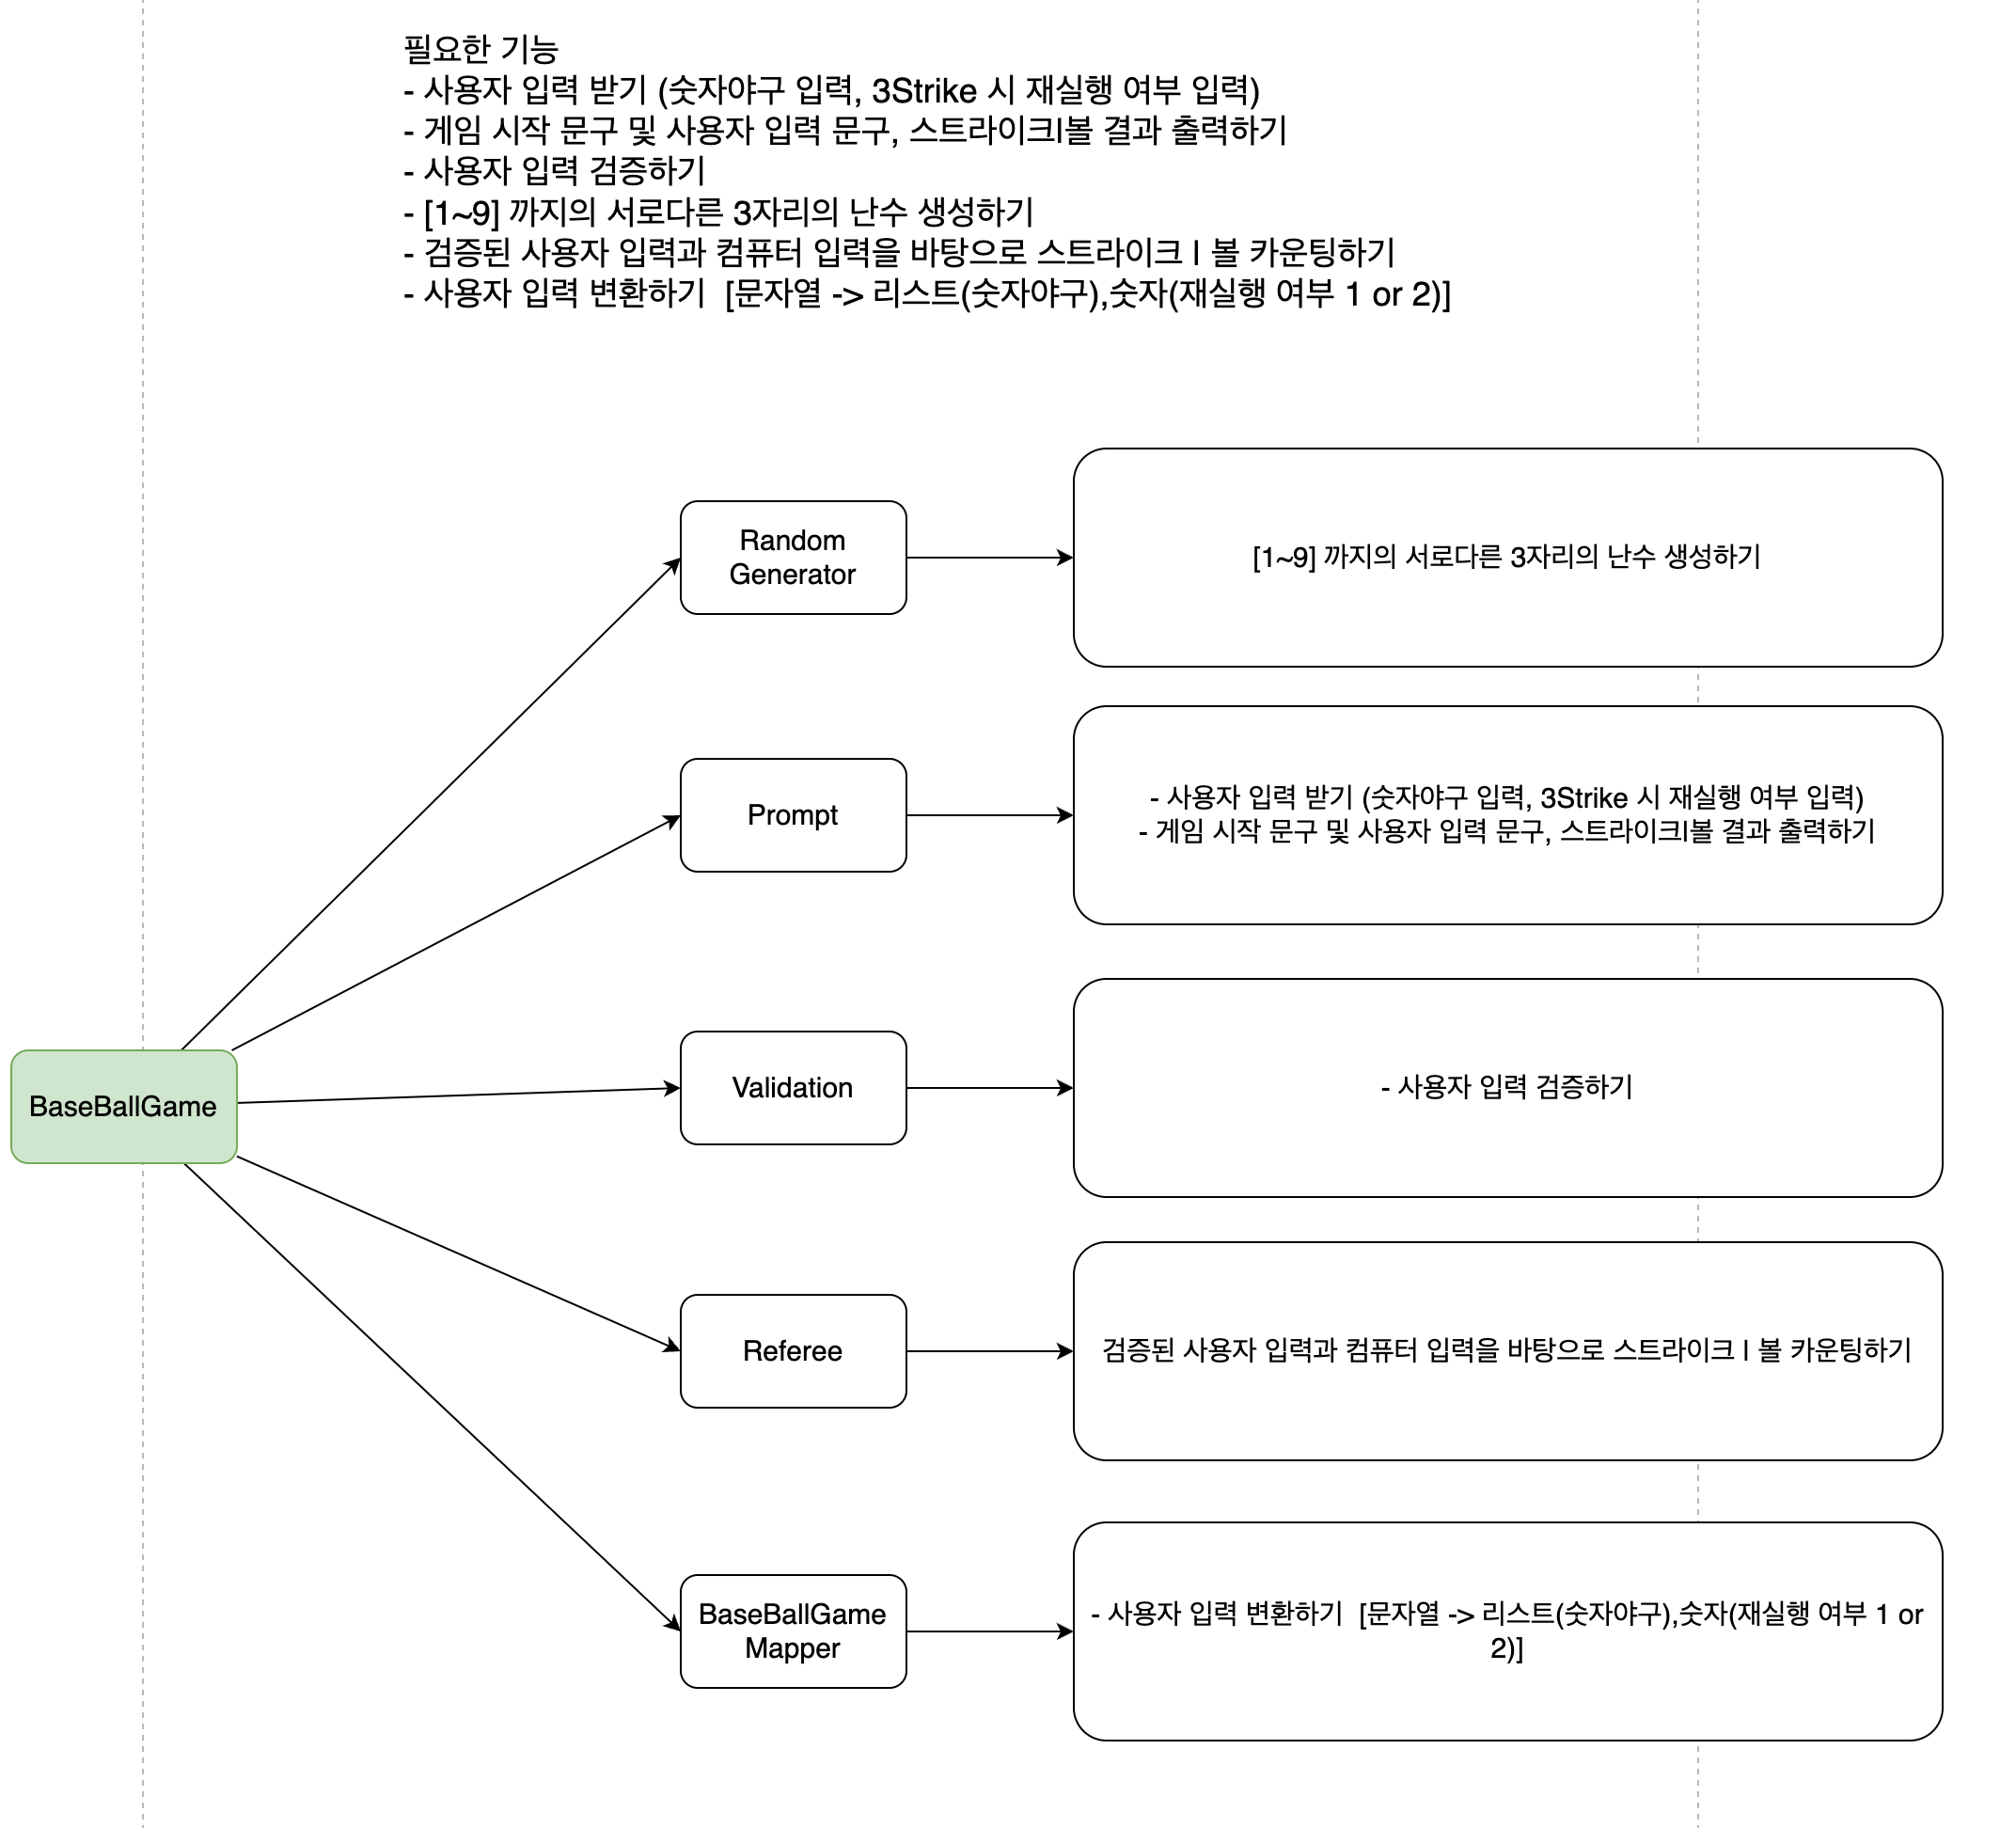 필요한 기능
- 사용자 입력 받기 (숫자야구 입력, 3Strike 시 재실행 여부 입력)
- 게임 시작 문구 및 사용자 입력 문구, 스트라이크|볼 결과 출력하기
- 사용자 입력 검증하기
- [1~9] 까지의 서로다른 3자리의 난수 생성하기
- 검증된 사용자 입력과 컴퓨터 입력을 바탕으로 스트라이크 | 볼 카운팅하기
- 사용자 입력 변환하기  [문자열 -> 리스트(숫자야구),숫자(재실행 여부 1 or 2)]
Random
Generator
[1~9] 까지의 서로다른 3자리의 난수 생성하기
Prompt
- 사용자 입력 받기 (숫자야구 입력, 3Strike 시 재실행 여부 입력)
- 게임 시작 문구 및 사용자 입력 문구, 스트라이크|볼 결과 출력하기
BaseBallGame
Validation
- 사용자 입력 검증하기
Referee
검증된 사용자 입력과 컴퓨터 입력을 바탕으로 스트라이크 | 볼 카운팅하기
BaseBallGame
Mapper
- 사용자 입력 변환하기  [문자열 -> 리스트(숫자야구),숫자(재실행 여부 1 or
2)]